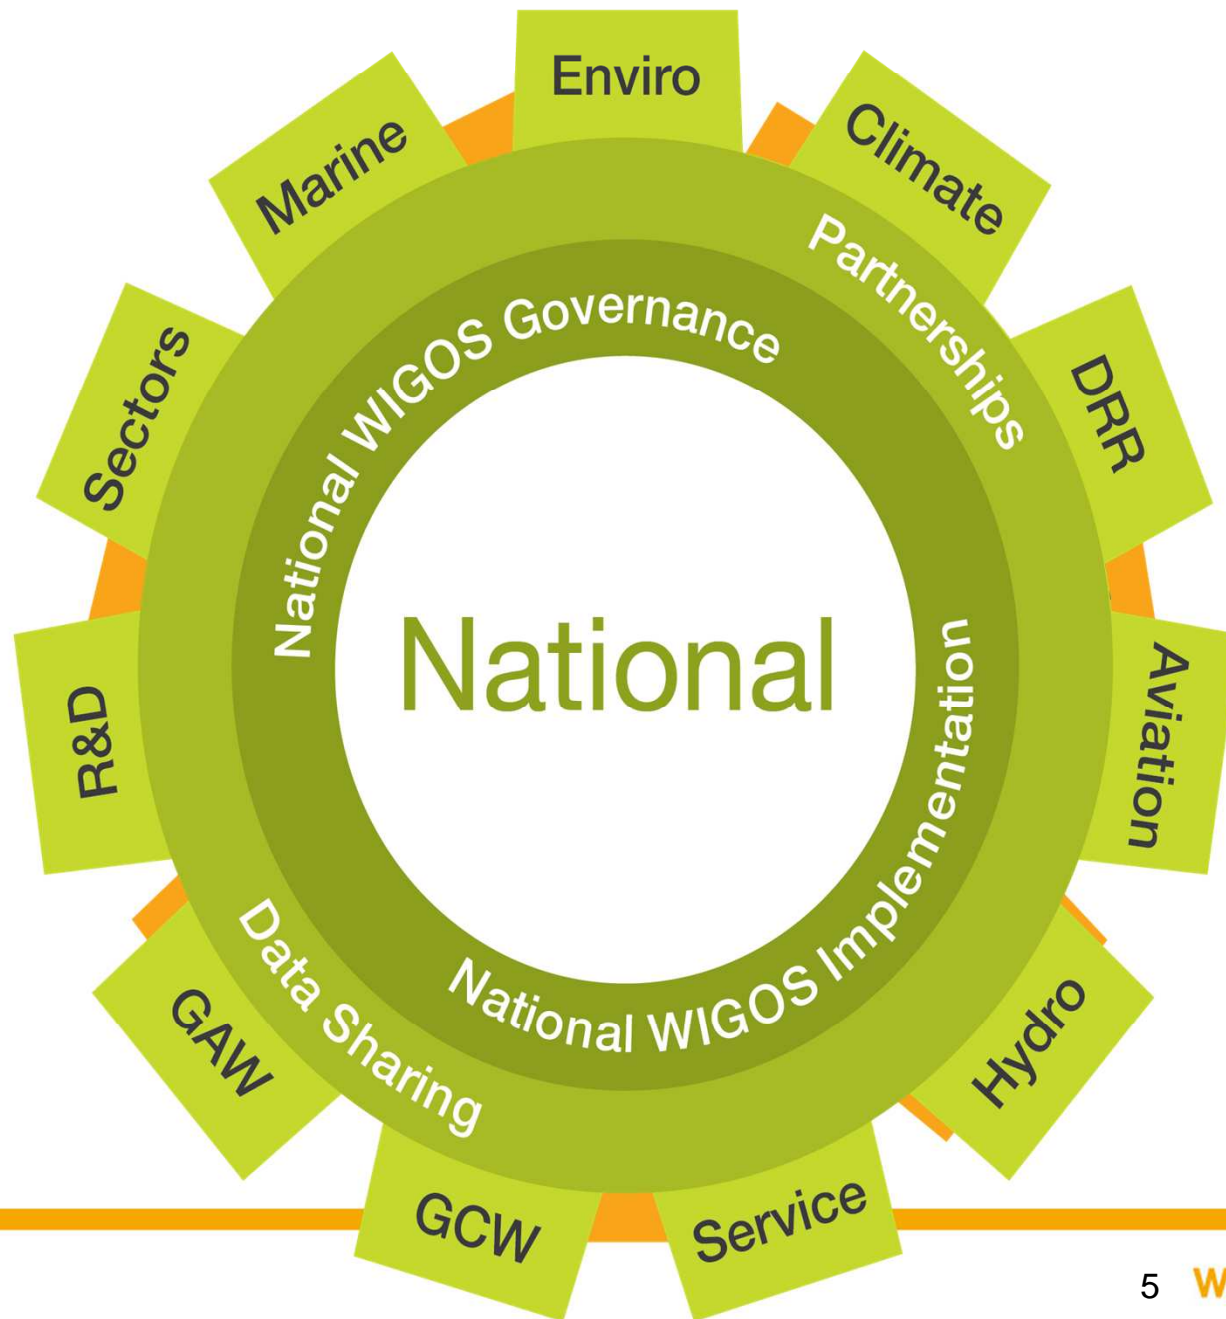 Enviro
Climate
DRR
Aviation
Hydro
Service
GCW
GAW
R&D
Sectors
Marine
Partnerships
Data Sharing
National WIGOS Governance
National WIGOS Implementation
National
5
W